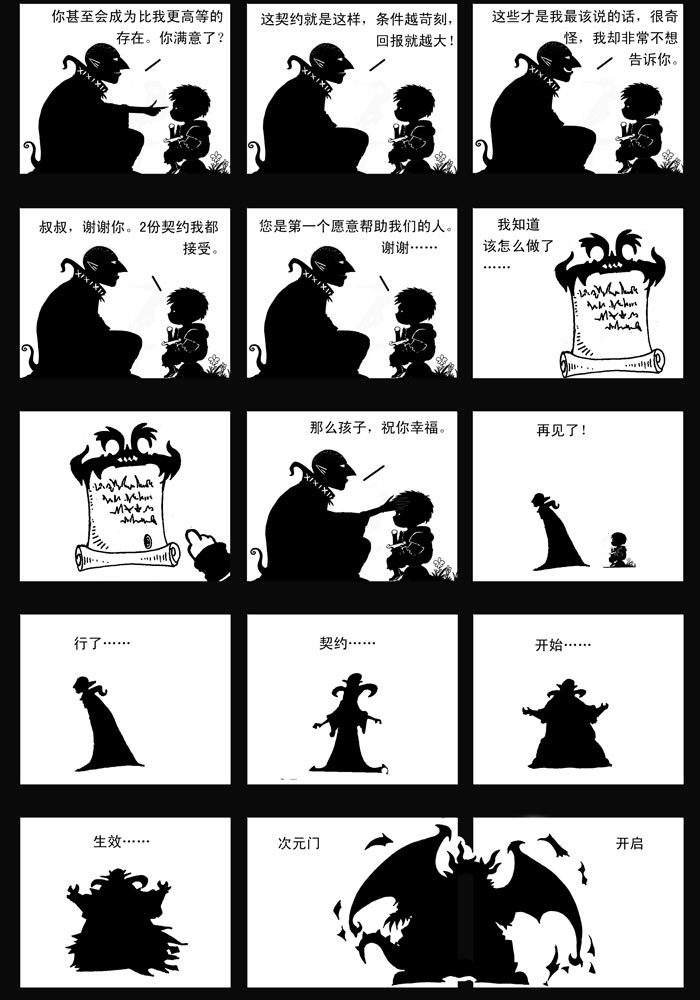 你甚至会成为比我更高等的
存在。你满意了?
这契约就是这样,条件越苛刻,
回报就越大!
这些才是我最该说的话,很奇
怪,我却非常不想
告诉你。
叔叔,谢谢你。2份契约我都
接受。
您是第一个愿意帮助我们的人。
谢谢……
我知道
该怎么做了
……
那么孩子,祝你幸福。
再见了!
行了……
契约……
开始……
生效……
次元门
开启